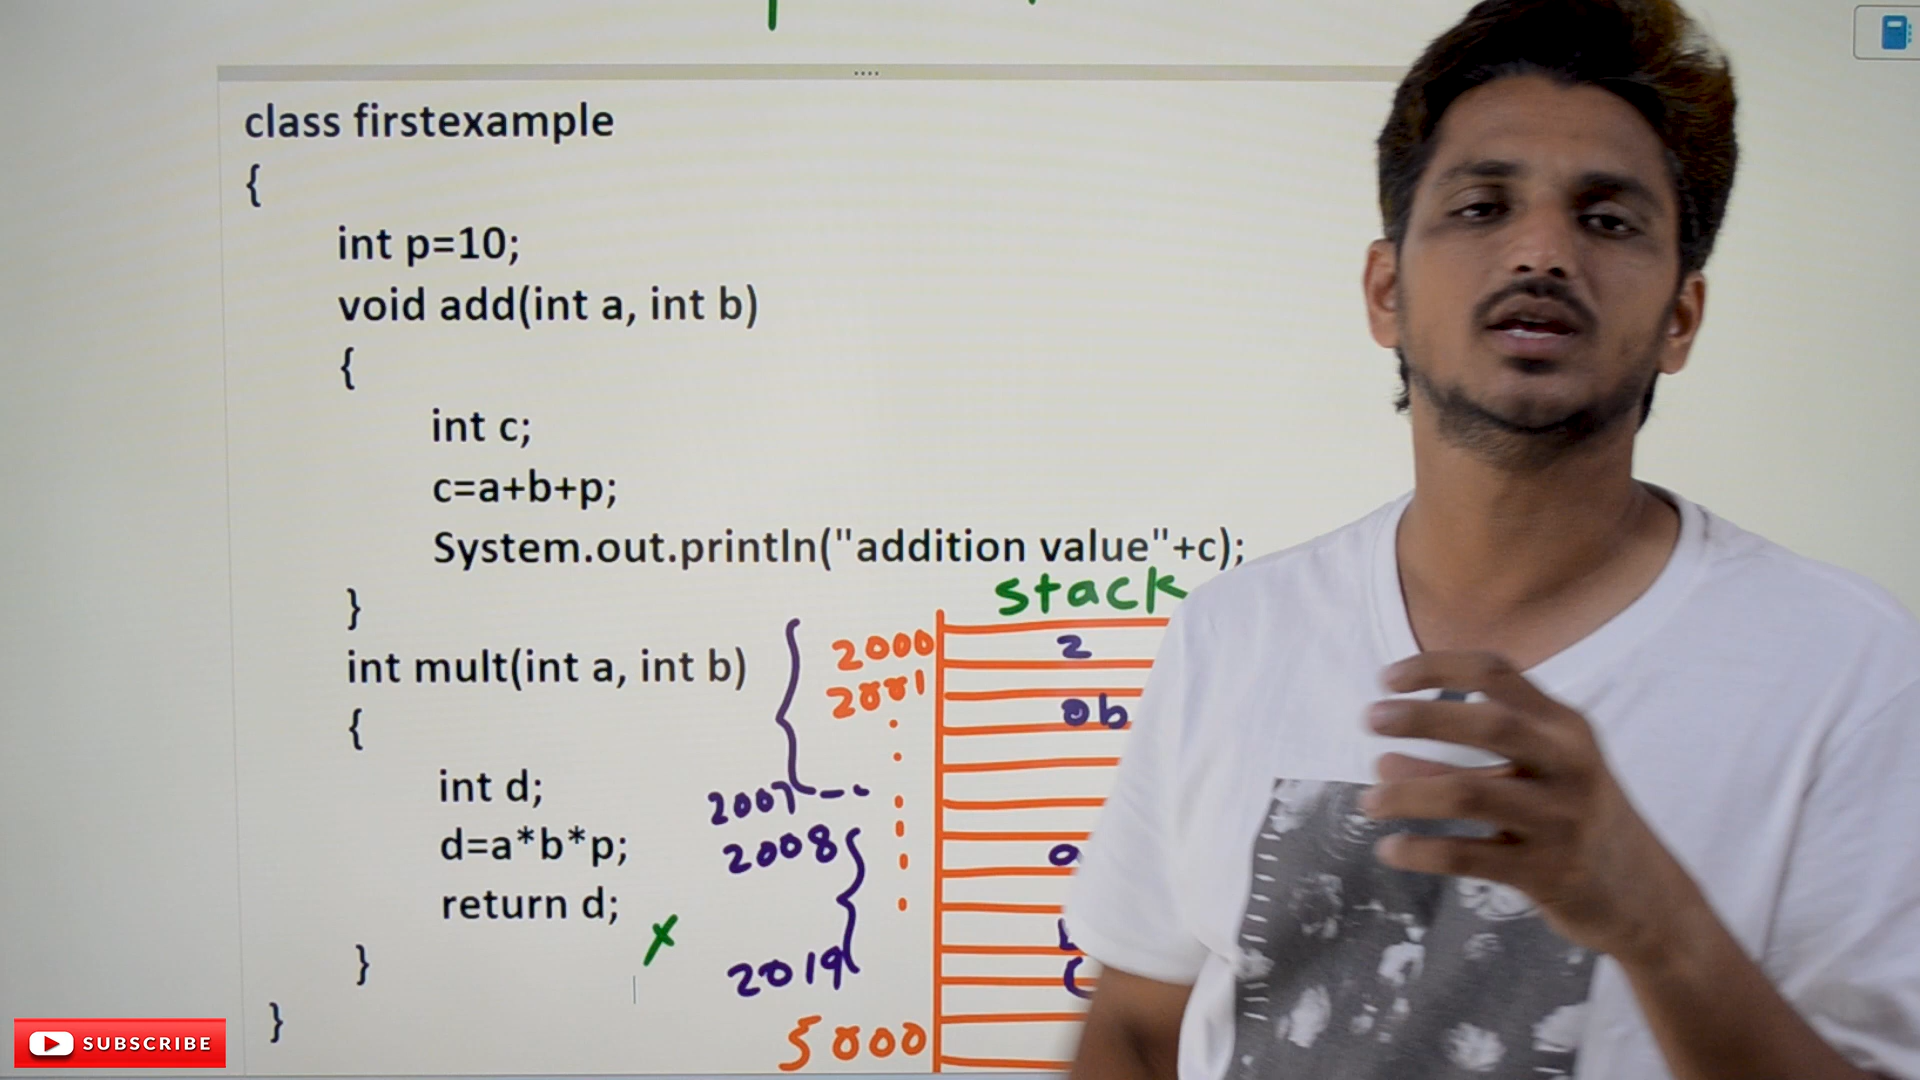 class firstexample
{
int p=10;
void add(int a, int b)
{
int c;
c=a+b+p;
System.out.println("addition value"+c);
}
int mult(int a, int b)
{
int d;
d=a*b*p;
return d;
}
}
stack
2000
2
2001
ob
2007
2008
a
2019
5000
SUBSCRIBE